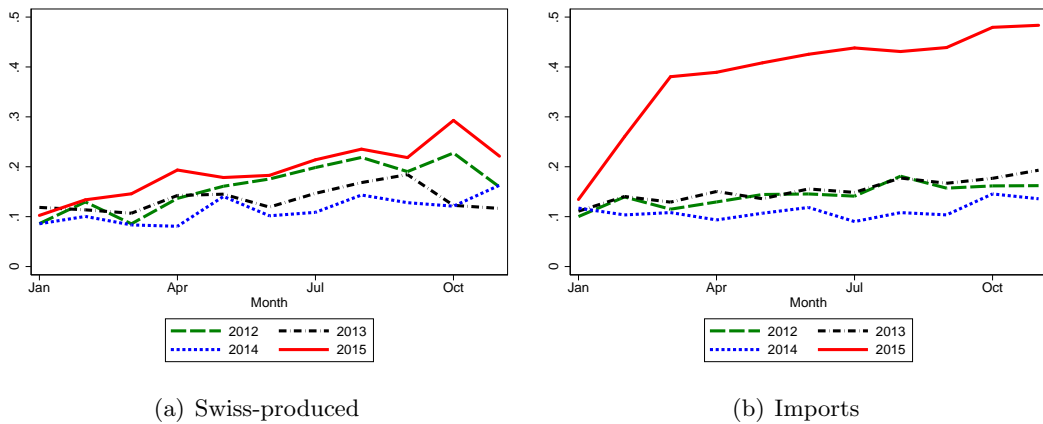 .5
.4
.3
.2
.1
0
Jan
Apr
Jul
Oct
Month
2012
2013
2014
2015
(a) Swiss-produced
.5
.4
.3
.2
.1
0
Jan
Apr
Jul
Oct
Month
2012
2013
2014
2015
(b) Imports